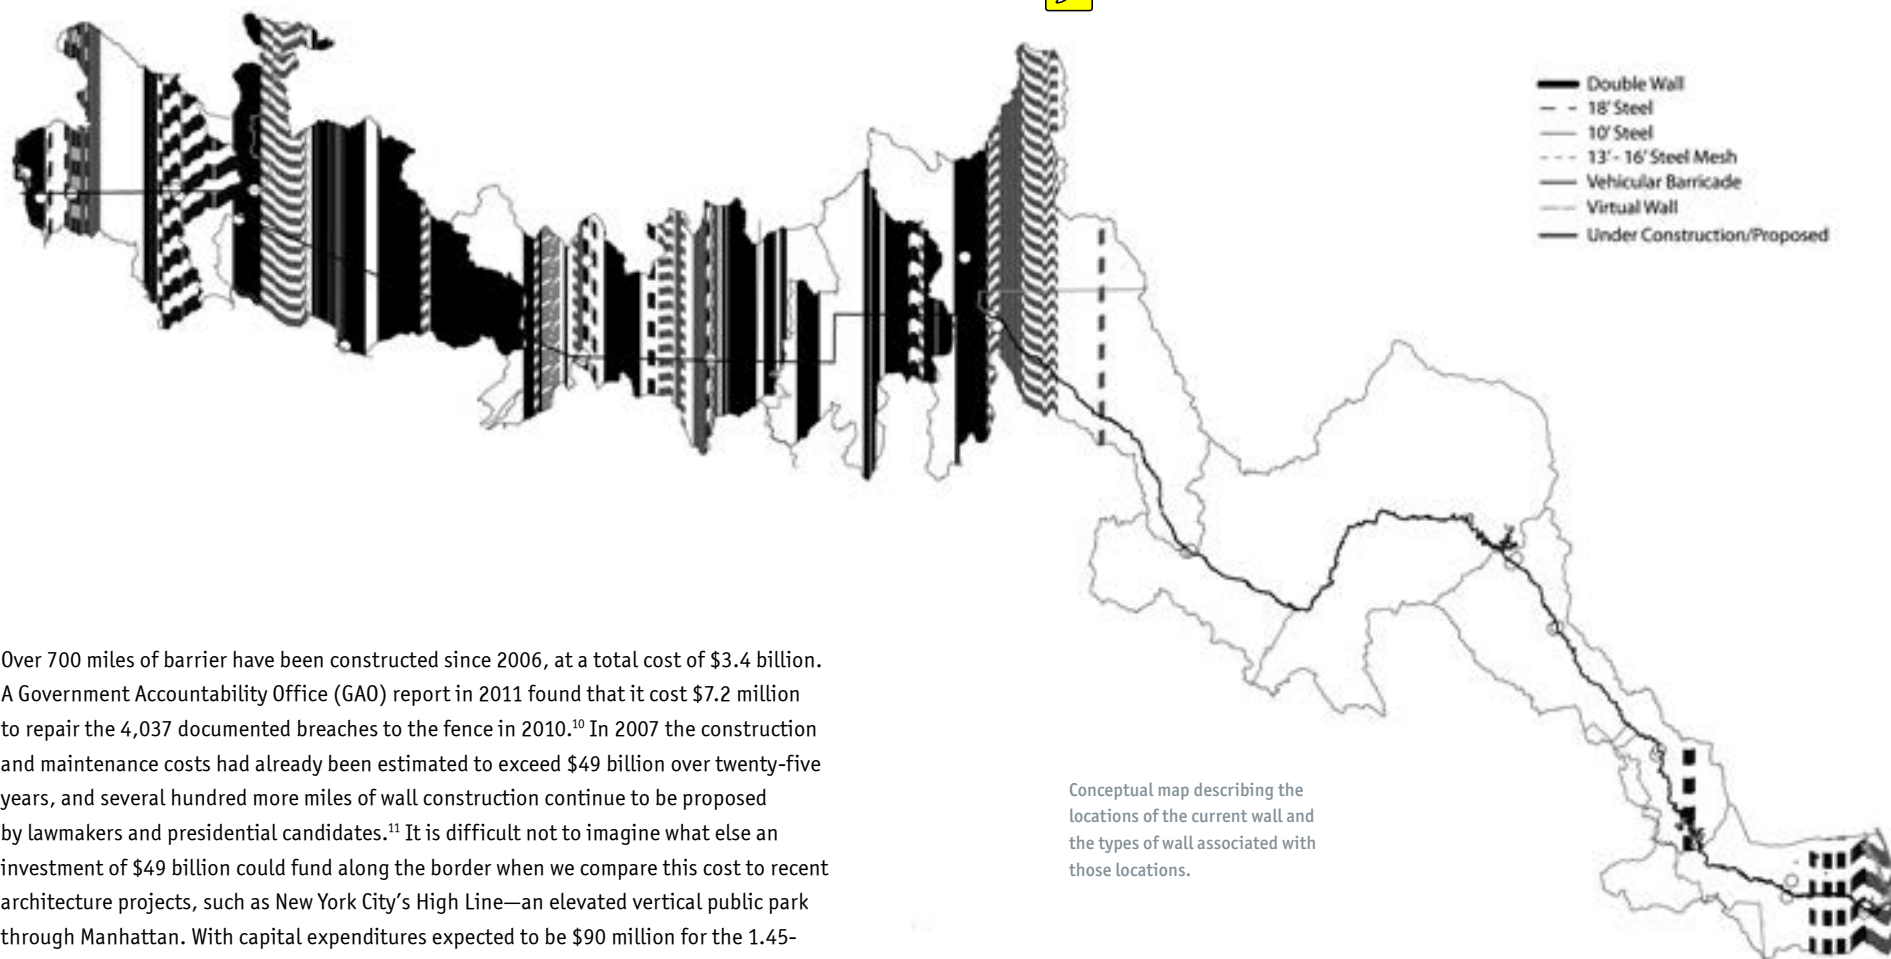 Double Wall
18' Steel
10' Steel
13'- 16' Steel Mesh
Vehicular Barricade
Virtual Wall
Under Construction/Proposed
Over 700 miles of barrier have been constructed since 2006, at a total cost of $3.4 billion.
A Government Accountability Office (GAO) report in 2011 found that it cost $7.2 million
to repair the 4,037 documented breaches to the fence in 2010.¹⁰ In 2007 the construction
and maintenance costs had already been estimated to exceed $49 billion over twenty-five
years, and several hundred more miles of wall construction continue to be proposed
by lawmakers and presidential candidates.¹¹ It is difficult not to imagine what else an
investment of $49 billion could fund along the border when we compare this cost to recent
architecture projects, such as New York City’s High Line—an elevated vertical public park
through Manhattan. With capital expenditures expected to be $90 million for the 1.45-
Conceptual map describing the
locations of the current wall and
the types of wall associated with
those locations.